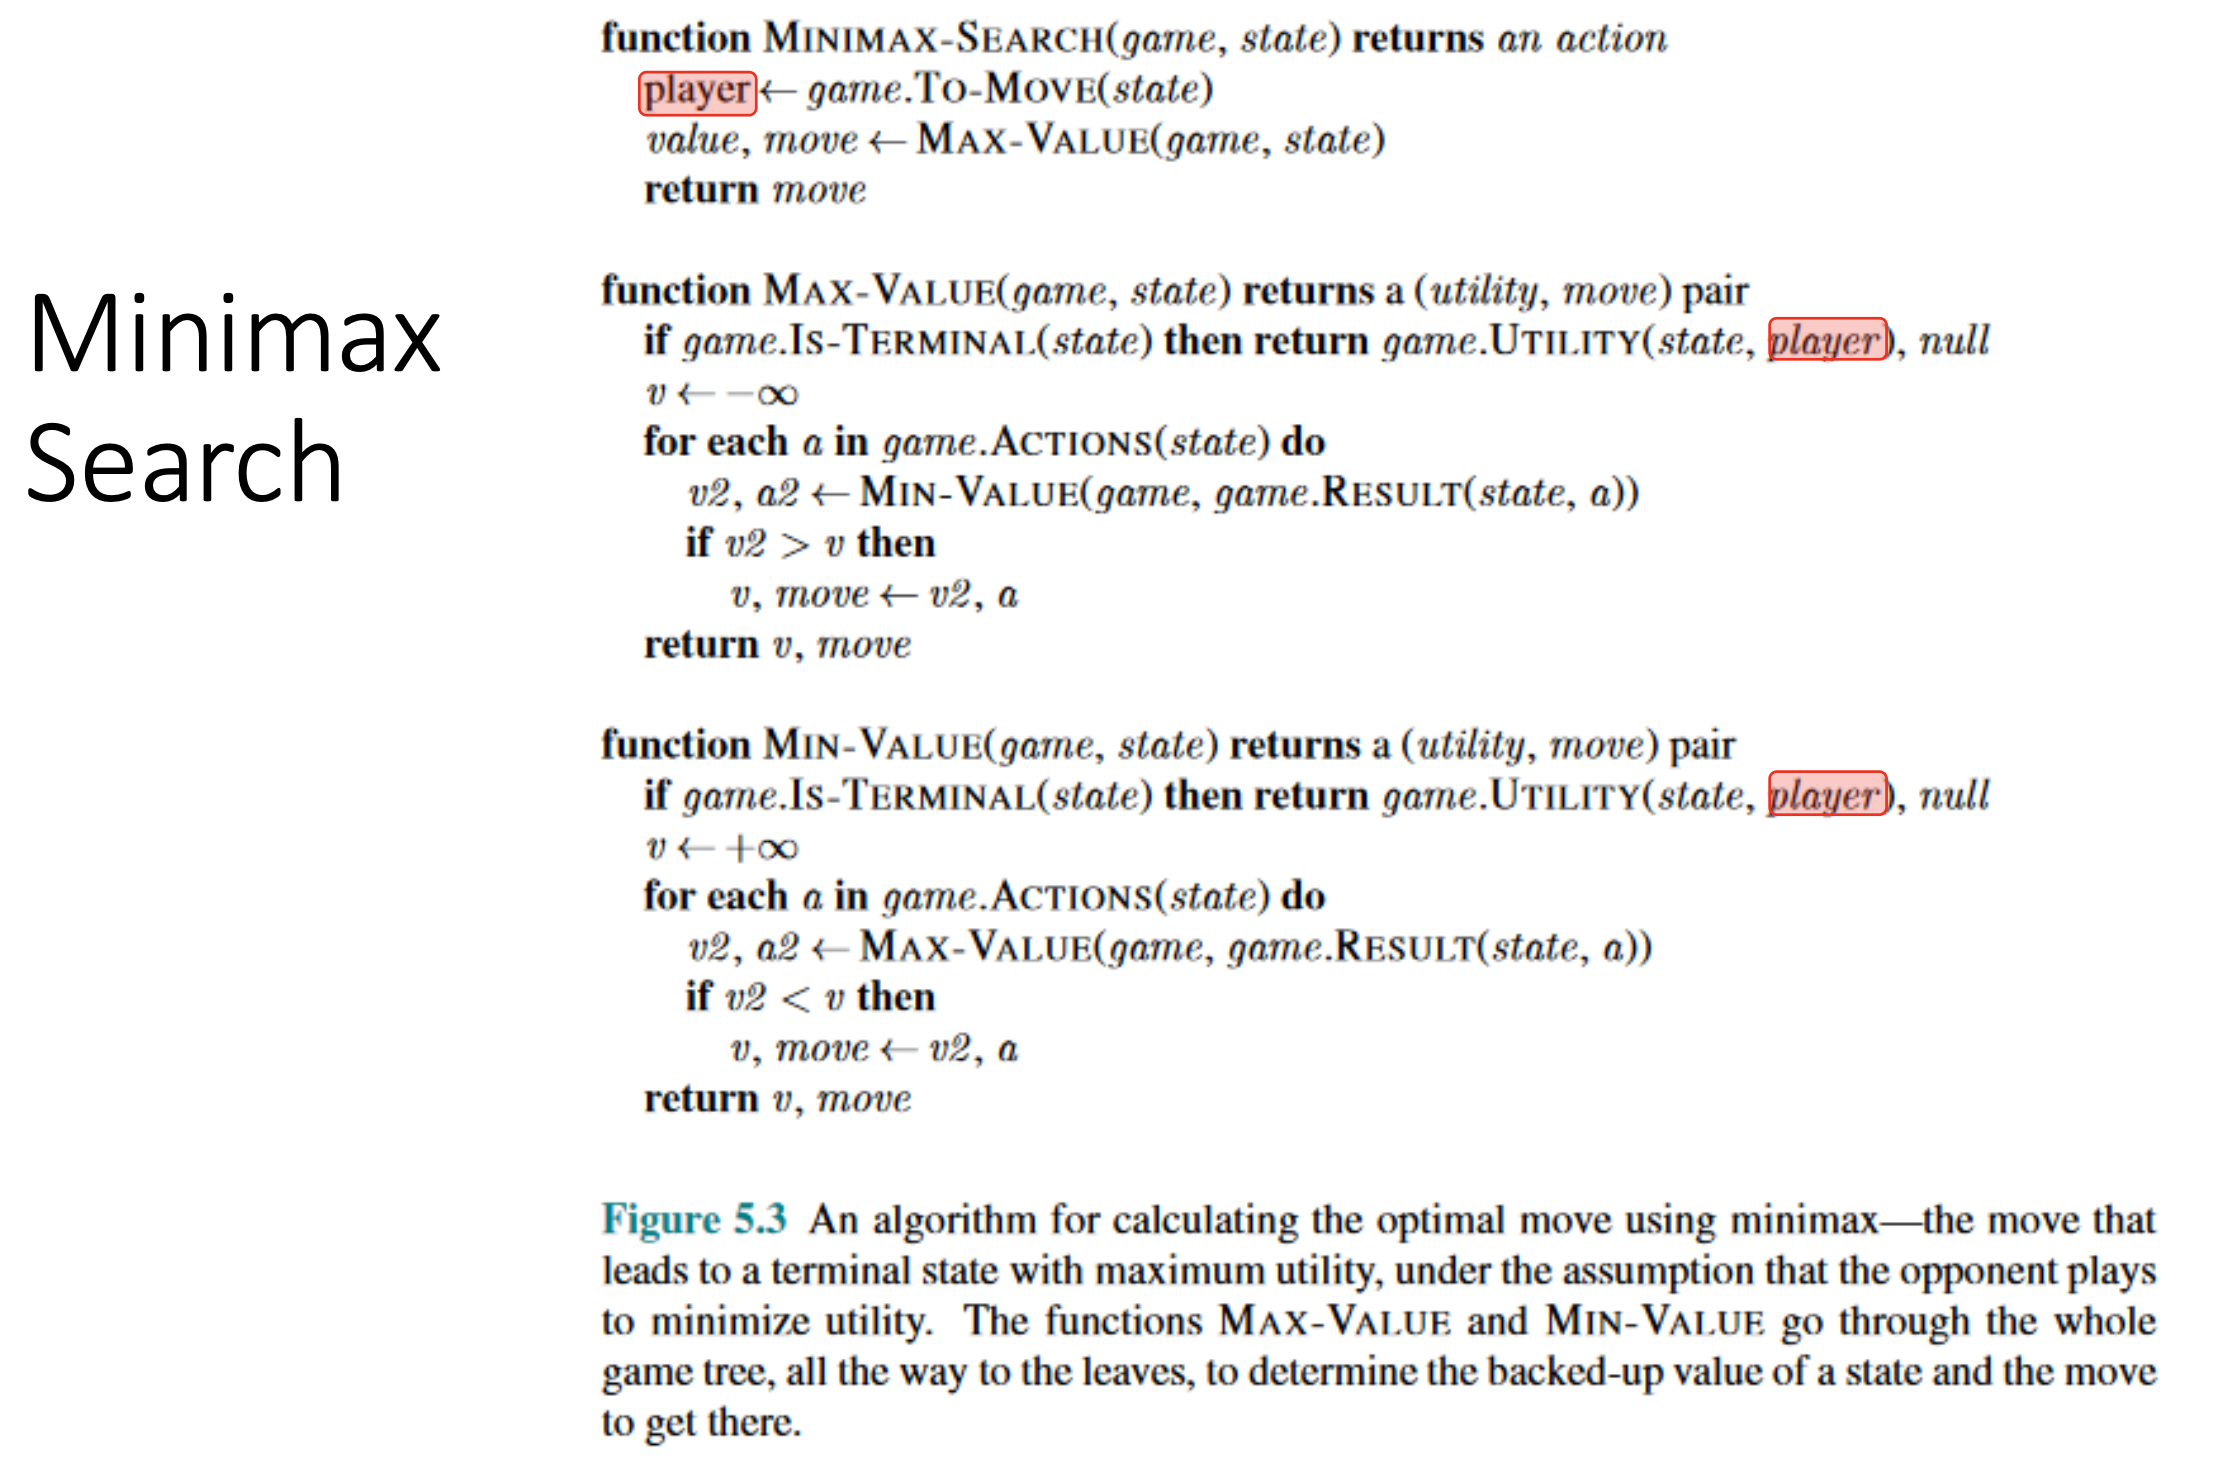 Minimax
Search
function MINIMAX-SEARCH(game, state) returns an action
player ← game.TO-MOVE(state)
value, move ← MAX-VALUE(game, state)
return move
function MAX-VALUE(game, state) returns a (utility, move) pair
if game.IS-TERMINAL(state) then return game.UTILITY(state, player), null
v ← −∞
for each a in game.ACTIONS(state) do
v2, a2 ← MIN-VALUE(game, game.RESULT(state, a))
if v2 > v then
v, move ← v2, a
return v, move
function MIN-VALUE(game, state) returns a (utility, move) pair
if game.IS-TERMINAL(state) then return game.UTILITY(state, player), null
v ← +∞
for each a in game.ACTIONS(state) do
v2, a2 ← MAX-VALUE(game, game.RESULT(state, a))
if v2 < v then
v, move ← v2, a
return v, move
Figure 5.3 An algorithm for calculating the optimal move using minimax—the move that
leads to a terminal state with maximum utility, under the assumption that the opponent plays
to minimize utility. The functions MAX-VALUE and MIN-VALUE go through the whole
game tree, all the way to the leaves, to determine the backed-up value of a state and the move
to get there.